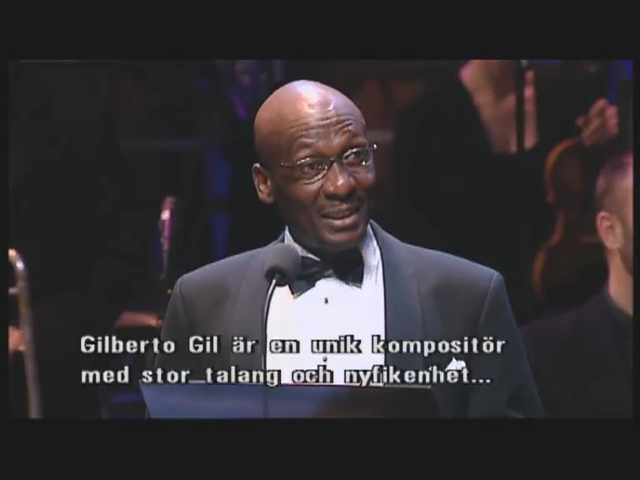 Gilberto Gil är en unik kompositör
med stor talang och nyfikenhet...